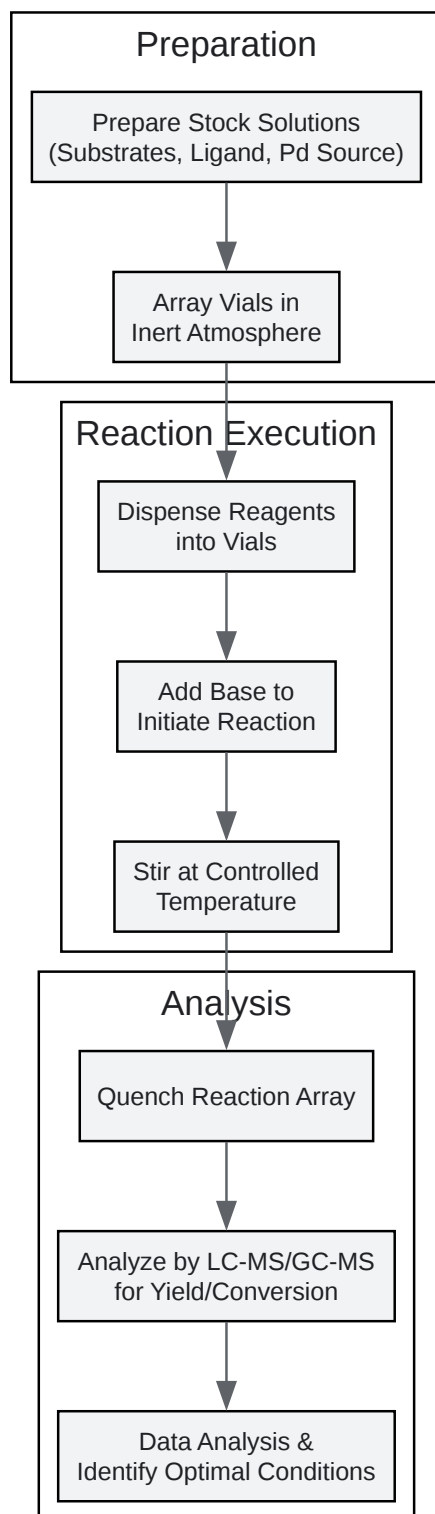 Preparation
Prepare Stock Solutions
(Substrates, Ligand, Pd Source)
Array Vials in
Inert Atmosphere
Reaction Execution
Dispense Reagents
into Vials
Add Base to
Initiate Reaction
Stir at Controlled
Temperature
Analysis
Quench Reaction Array
Analyze by LC-MS/GC-MS
for Yield/Conversion
Data Analysis &
Identify Optimal Conditions